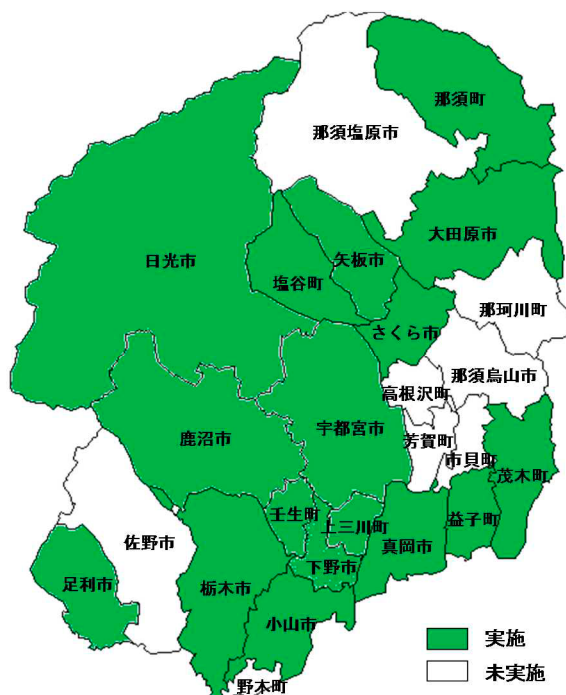 那須町
那須塩原市
大田原市
日光市
矢板市
塩谷町
那珂川町
さくら市
那須烏山市
高根沢町
宇都宮市
鹿沼市
芳賀町
市貝町
茂木町
壬生町
上三川町
益子町
佐野市
真岡市
下野市
足利市
栃木市
小山市
野木町
実施
未実施